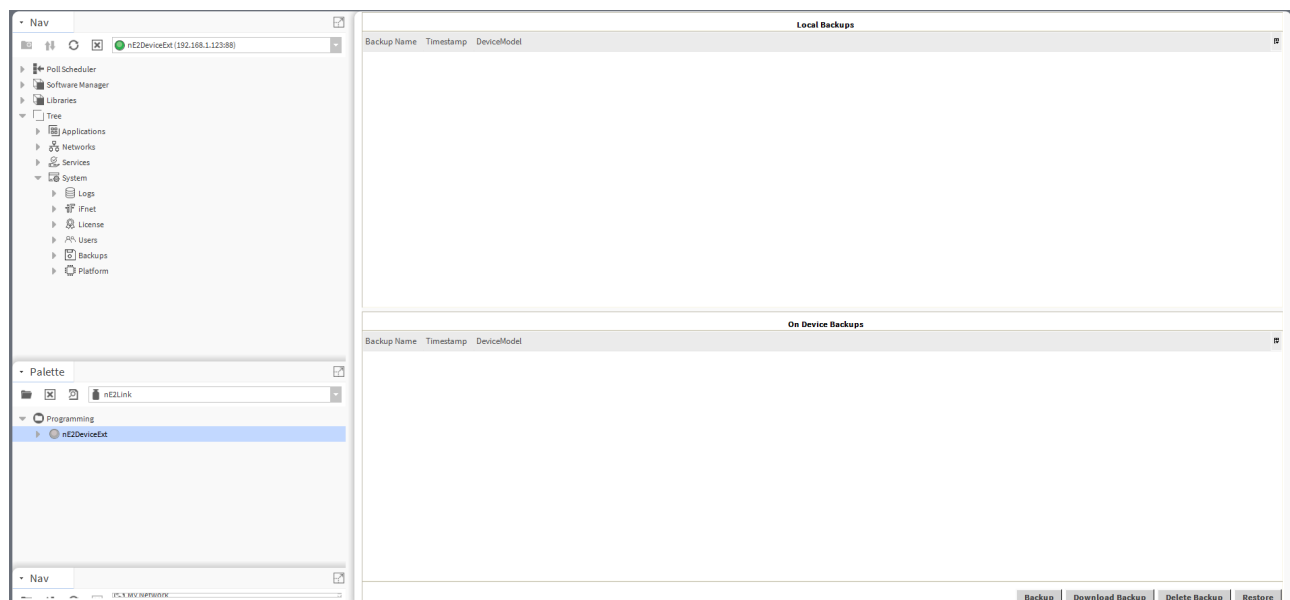 Nav
nE2DeviceExt (192.168.1.123:88)
Poll Scheduler
Software Manager
Libraries
Tree
Applications
Networks
Services
System
Logs
iFnet
License
Users
Backups
Platform
Palette
nE2Link
Programming
nE2DeviceExt
Nav
My Network
Local Backups
Backup Name Timestamp DeviceModel
On Device Backups
Backup Name Timestamp DeviceModel
Backup Download Backup Delete Backup Restore